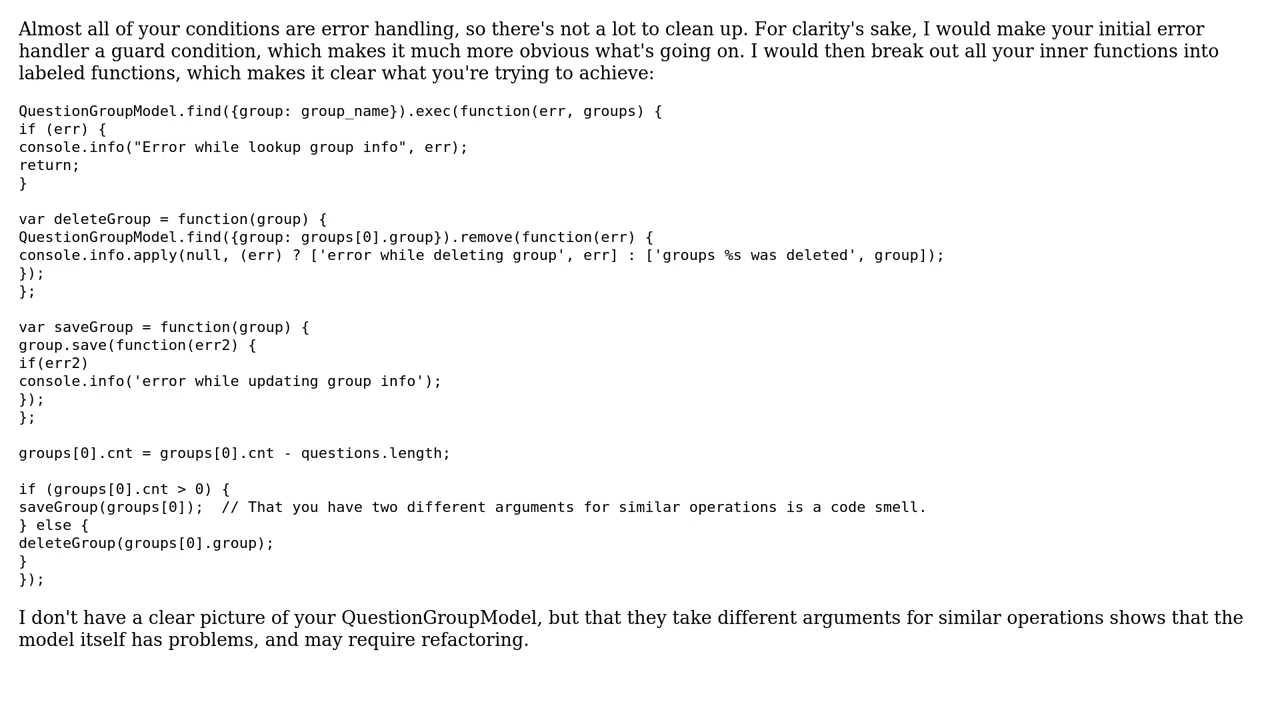 Almost all of your conditions are error handling, so there's not a lot to clean up. For clarity's sake, I would make your initial error
handler a guard condition, which makes it much more obvious what's going on. I would then break out all your inner functions into
labeled functions, which makes it clear what you're trying to achieve:
QuestionGroupModel.find({group: group_name}).exec(function(err, groups) {
if (err) {
console.info("Error while lookup group info", err);
return;
}
var deleteGroup = function(group) {
QuestionGroupModel.find({group: groups[0].group}).remove(function(err) {
console.info.apply(null, (err) ? ['error while deleting group', err] : ['groups %s was deleted', group]);
});
};
var saveGroup = function(group) {
group.save(function(err2) {
if(err2)
console.info('error while updating group info');
});
};
groups[0].cnt = groups[0].cnt - questions.length;
if (groups[0].cnt > 0) {
saveGroup(groups[0]);  // That you have two different arguments for similar operations is a code smell.
} else {
deleteGroup(groups[0].group);
}
});
I don't have a clear picture of your QuestionGroupModel, but that they take different arguments for similar operations shows that the
model itself has problems, and may require refactoring.